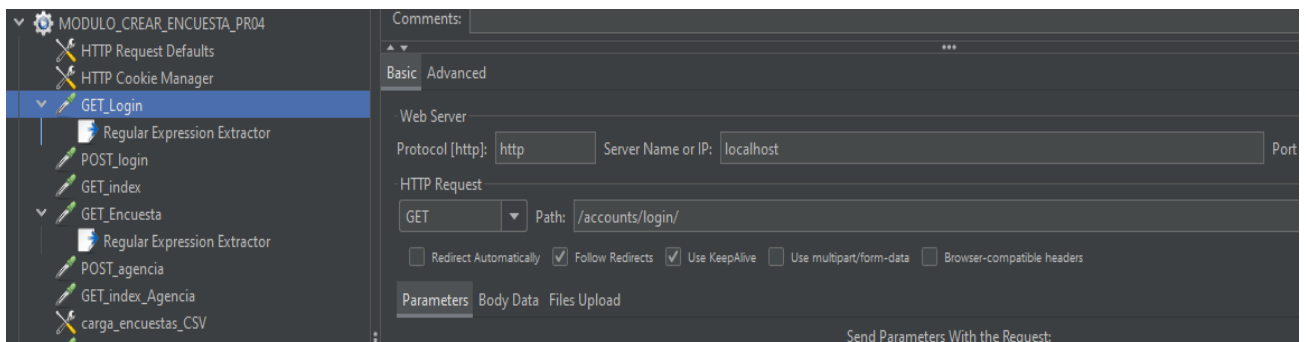 MODULO_CREAR_ENCUESTA_PR04
HTTP Request Defaults
HTTP Cookie Manager
GET_Login
Regular Expression Extractor
POST_login
GET_index
GET_Encuesta
Regular Expression Extractor
POST_agencia
GET_index_Agencia
carga_encuestas_CSV
Comments:
Basic Advanced
Web Server
Protocol [http]: http Server Name or IP: localhost Port
HTTP Request
GET Path: /accounts/login/
Redirect Automatically Follow Redirects Use KeepAlive Use multipart/form-data Browser-compatible headers
Parameters Body Data Files Upload
Send Parameters With the Request: